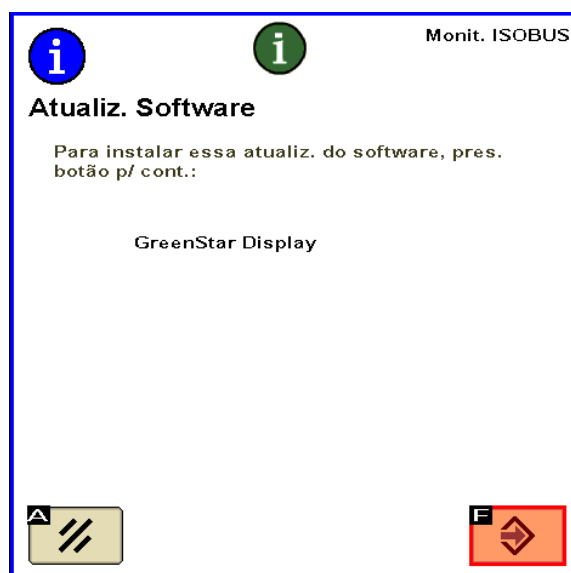 Monit. ISOBUS
Atualiz. Software
Para instalar essa atualiz. do software, pres.
botão p/ cont.:
GreenStar Display
A
F